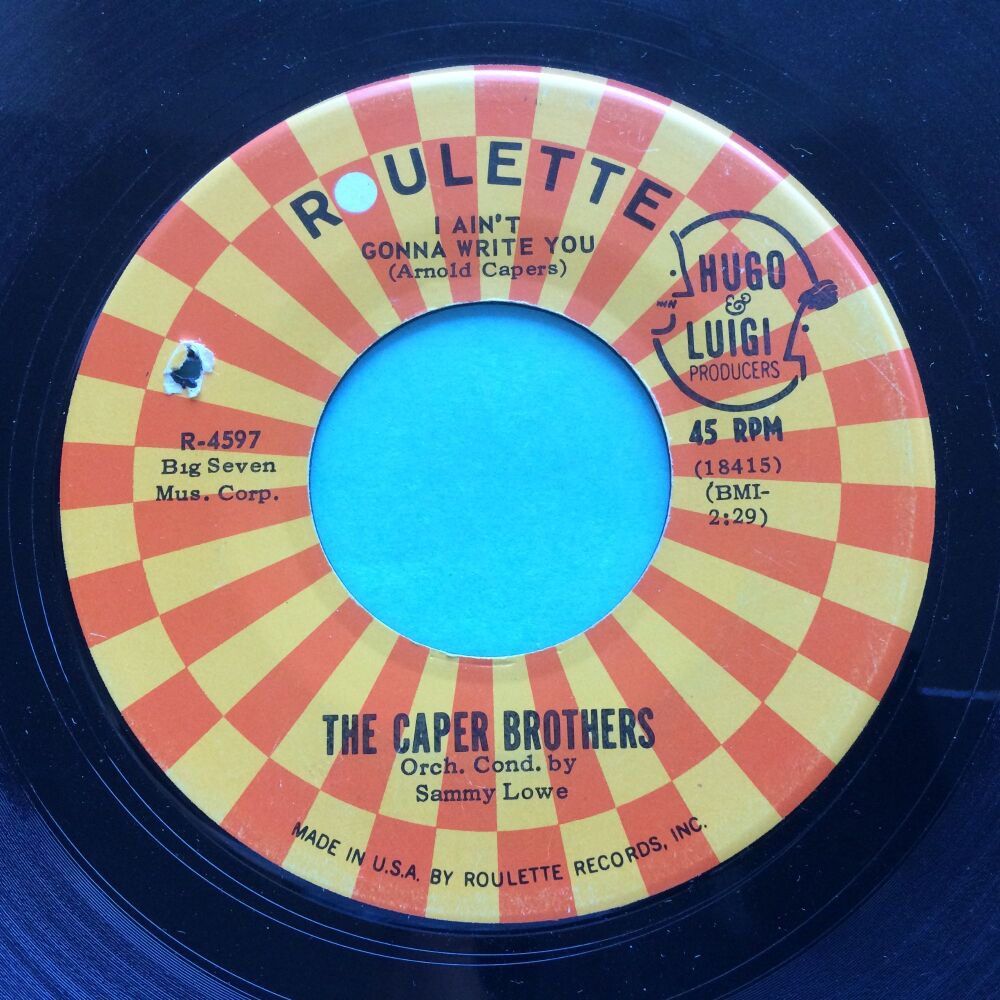 ROULETTE
I AIN'T
GONNA WRITE YOU
(Arnold Capers)
HUGO
&
LUIGI
PRODUCERS
R-4597
Big Seven
Mus. Corp.
45 RPM
(18415)
(BMI-
2:29)
THE CAPER BROTHERS
Orch. Cond. by
Sammy Lowe
MADE IN U.S.A. BY ROULETTE RECORDS, INC.